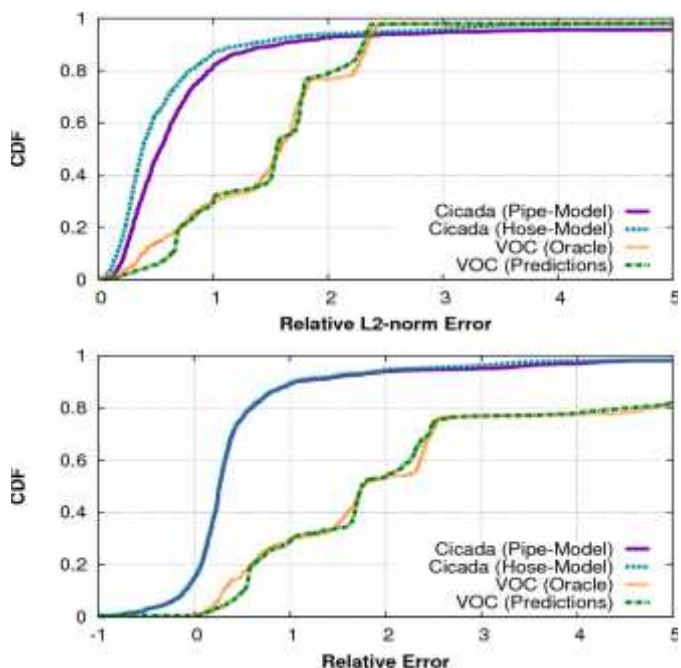 1
0.8
0.6
0.4
0.2
0
CDF
Cicada (Pipe-Model)
Cicada (Hose-Model)
VOC (Oracle)
VOC (Predictions)
0 1 2 3 4 5
Relative L2-norm Error
1
0.8
0.6
0.4
0.2
0
CDF
Cicada (Pipe-Model)
Cicada (Hose-Model)
VOC (Oracle)
VOC (Predictions)
-1 0 1 2 3 4 5
Relative Error